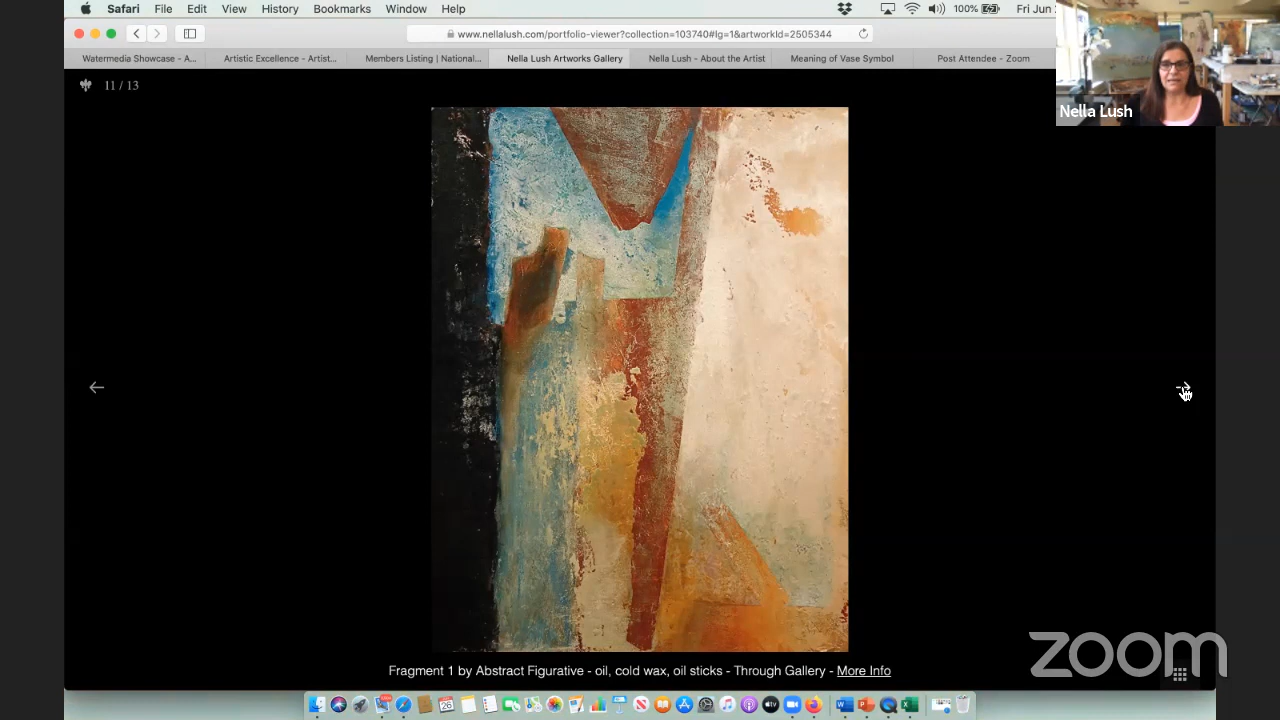 Safari File Edit View History Bookmarks Window Help 100% Fri Jun
www.nellalush.com/portfolio-viewer?collection=103740#lg=1&artworkId=2505344
Watermedia Showcase - A... Artistic Excellence - Artist... Members Listing | National... Nella Lush Artworks Gallery Nella Lush - About the Artist Meaning of Vase Symbol Post Attendee - Zoom
Nella Lush
11 / 13
Fragment 1 by Abstract Figurative - oil, cold wax, oil sticks - Through Gallery - More Info
zoom